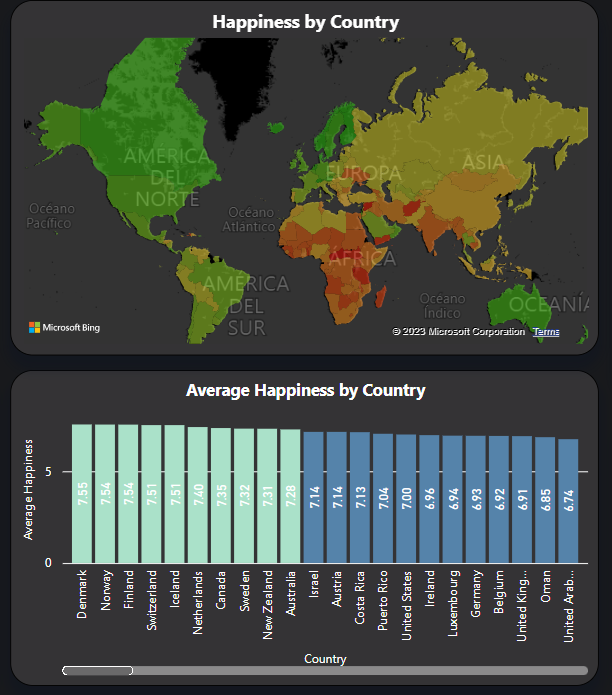 Happiness by Country
AMÉRICA
DEL
NORTE
EUROPA
ASIA
Océano
Pacífico
Océano
Atlántico
ÁFRICA
AMÉRICA
DEL
SUR
Océano
Índico
OCEANÍA
Microsoft Bing
© 2023 Microsoft Corporation Terms
Average Happiness by Country
Average Happiness
5
0
7.55
7.54
7.54
7.51
7.51
7.40
7.35
7.32
7.31
7.28
7.14
7.14
7.13
7.04
7.00
6.96
6.94
6.93
6.92
6.91
6.85
6.74
Denmark
Norway
Finland
Switzerland
Iceland
Netherlands
Canada
Sweden
New Zealand
Australia
Israel
Austria
Costa Rica
Puerto Rico
United States
Ireland
Luxembourg
Germany
Belgium
United King...
Oman
United Arab...
Country